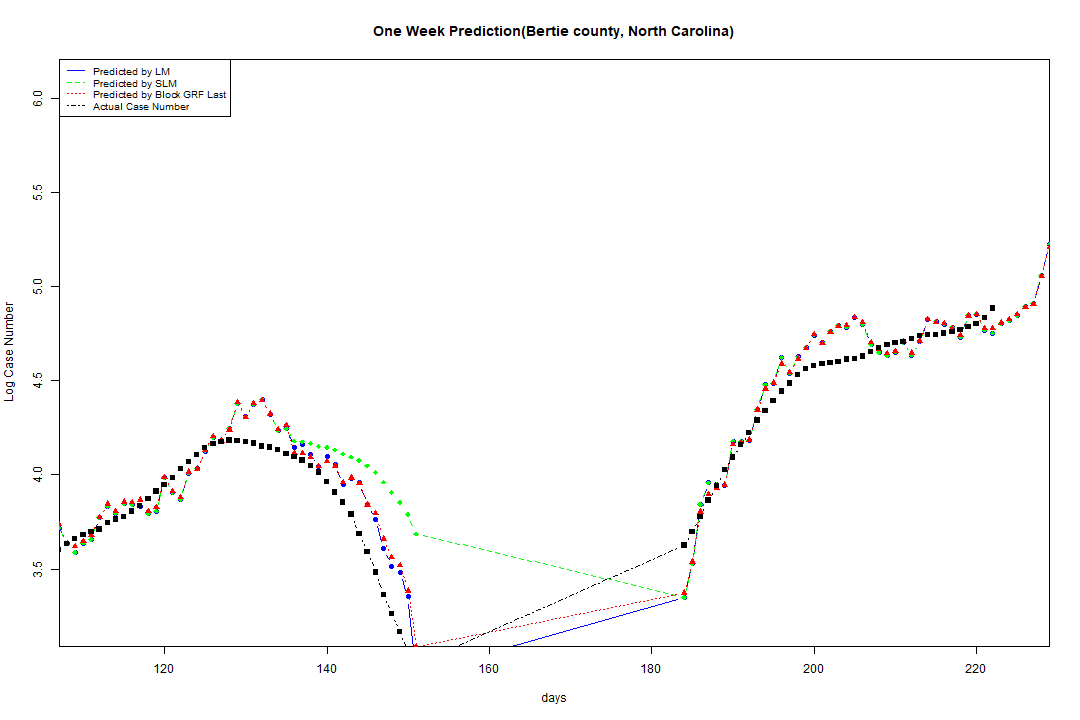 One Week Prediction(Bertie county, North Carolina)
Predicted by LM
Predicted by SLM
Predicted by Block GRF Last
Actual Case Number
6.0
5.5
5.0
4.5
4.0
3.5
Log Case Number
120 140 160 180 200 220
days